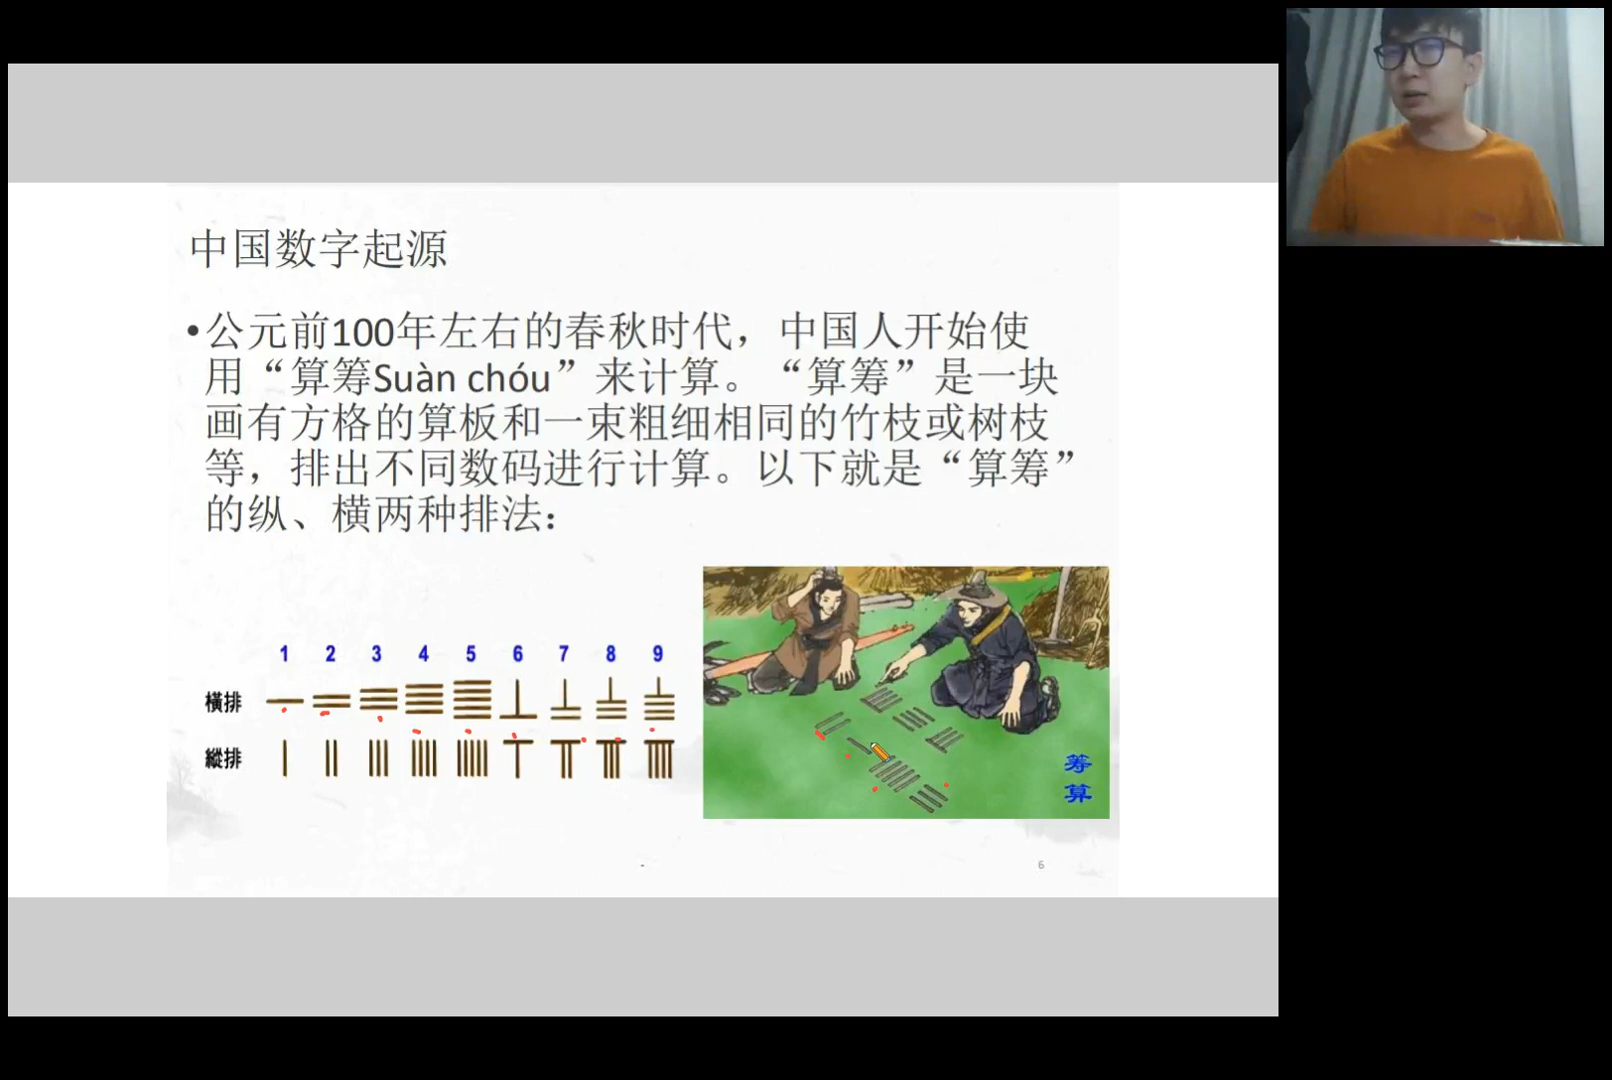 中国数字起源
•公元前100年左右的春秋时代，中国人开始使
用“算筹Suàn chóu”来计算。“算筹”是一块
画有方格的算板和一束粗细相同的竹枝或树枝
等，排出不同数码进行计算。以下就是“算筹”
的纵、横两种排法：
1 2 3 4 5 6 7 8 9
橫排
縱排
筹
算
6